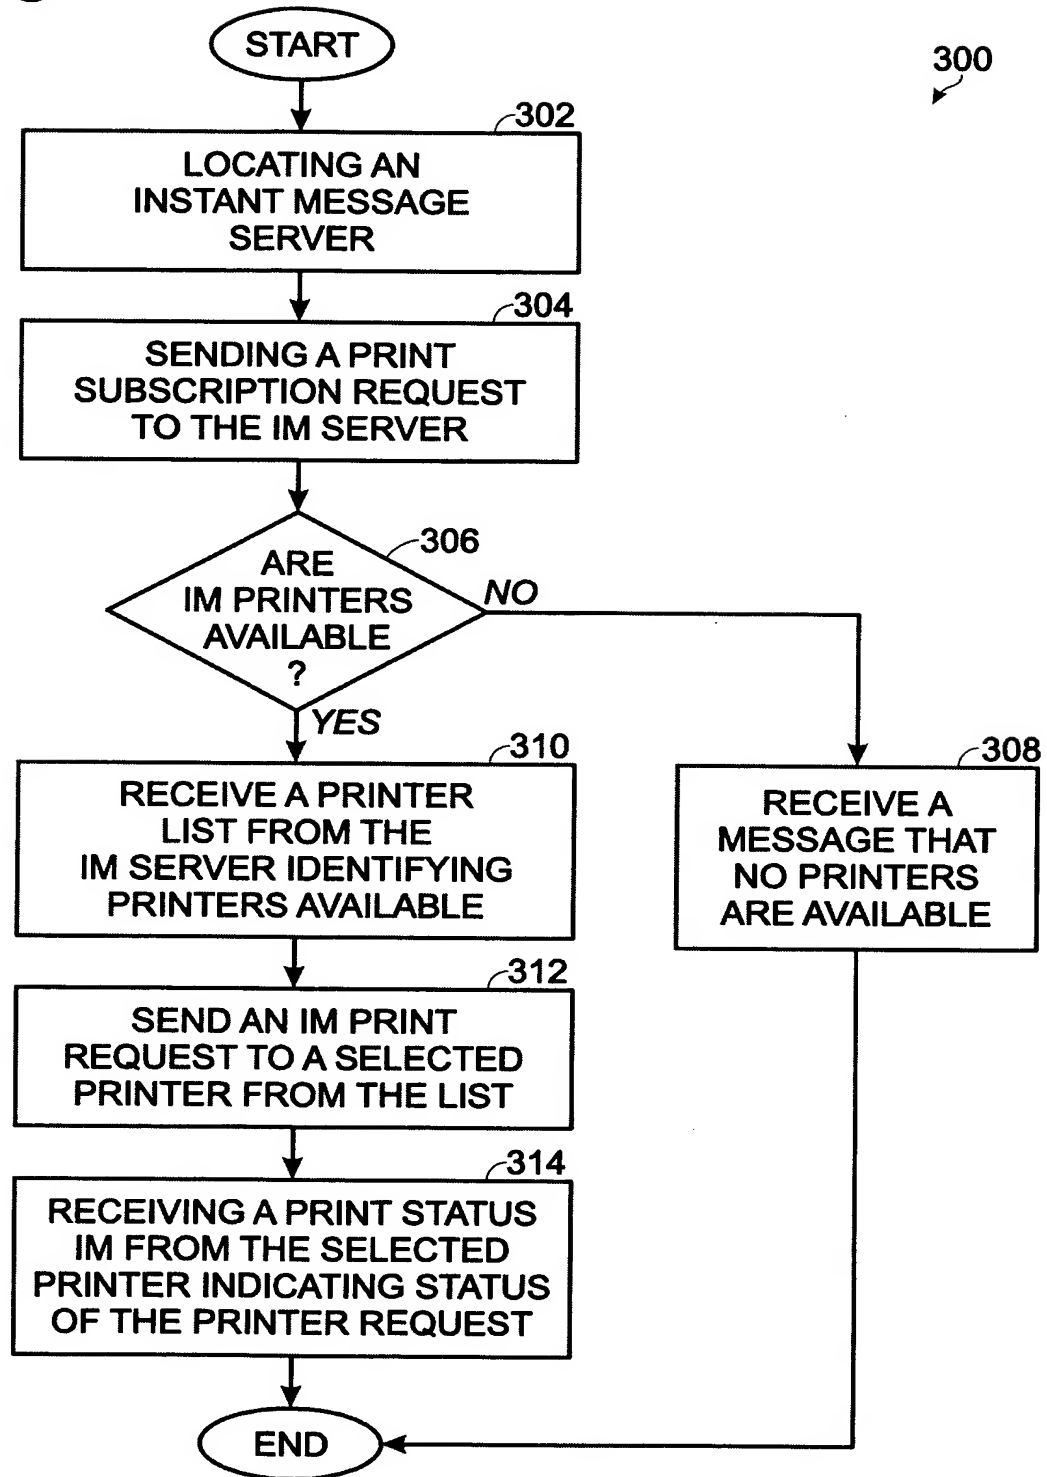 START
300
302
LOCATING AN
INSTANT MESSAGE
SERVER
304
SENDING A PRINT
SUBSCRIPTION REQUEST
TO THE IM SERVER
306
ARE
IM PRINTERS
AVAILABLE
?
NO
YES
310
RECEIVE A PRINTER
LIST FROM THE
IM SERVER IDENTIFYING
PRINTERS AVAILABLE
308
RECEIVE A
MESSAGE THAT
NO PRINTERS
ARE AVAILABLE
312
SEND AN IM PRINT
REQUEST TO A SELECTED
PRINTER FROM THE LIST
314
RECEIVING A PRINT STATUS
IM FROM THE SELECTED
PRINTER INDICATING STATUS
OF THE PRINTER REQUEST
END